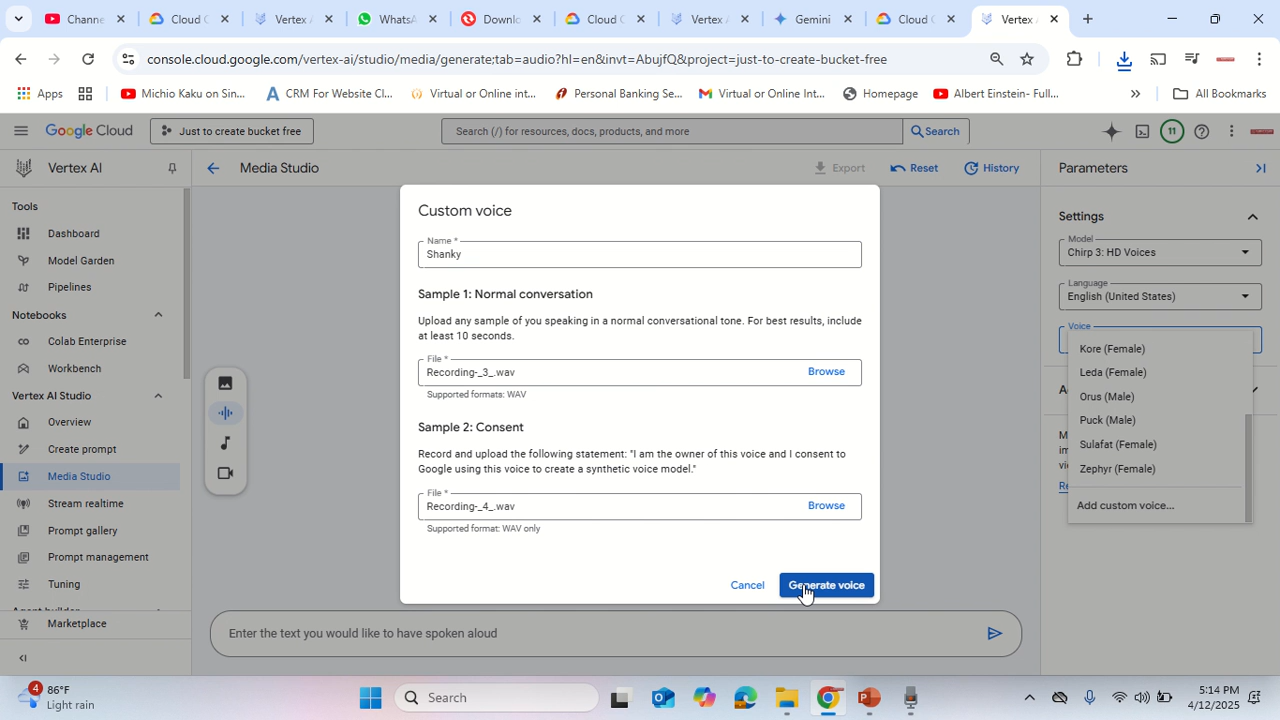 Channe
Cloud C
Vertex A
WhatsA
Downlo
Cloud C
Vertex A
Gemini
Cloud C
Vertex A
console.cloud.google.com/vertex-ai/studio/media/generate;tab=audio?hl=en&invt=AbujfQ&project=just-to-create-bucket-free
Apps
Michio Kaku on Sin...
CRM For Website Cl...
Virtual or Online int...
Personal Banking Se...
Virtual or Online Int...
Homepage
Albert Einstein- Full...
All Bookmarks
Google Cloud
Just to create bucket free
Search (/) for resources, docs, products, and more
Search
11
Vertex AI
Media Studio
Export
Reset
History
Parameters
Tools
Dashboard
Model Garden
Pipelines
Notebooks
Colab Enterprise
Workbench
Vertex AI Studio
Overview
Create prompt
Media Studio
Stream realtime
Prompt gallery
Prompt management
Tuning
Marketplace
Custom voice
Name *
Shanky
Sample 1: Normal conversation
Upload any sample of you speaking in a normal conversational tone. For best results, include
at least 10 seconds.
File *
Recording-_3_.wav
Browse
Supported formats: WAV
Sample 2: Consent
Record and upload the following statement: "I am the owner of this voice and I consent to
Google using this voice to create a synthetic voice model."
File *
Recording-_4_.wav
Browse
Supported format: WAV only
Cancel
Generate voice
Enter the text you would like to have spoken aloud
Settings
Model
Chirp 3: HD Voices
Language
English (United States)
Voice
Kore (Female)
Leda (Female)
Orus (Male)
Puck (Male)
Sulafat (Female)
Zephyr (Female)
Add custom voice...
4
86°F
Light rain
Search
5:14 PM
4/12/2025